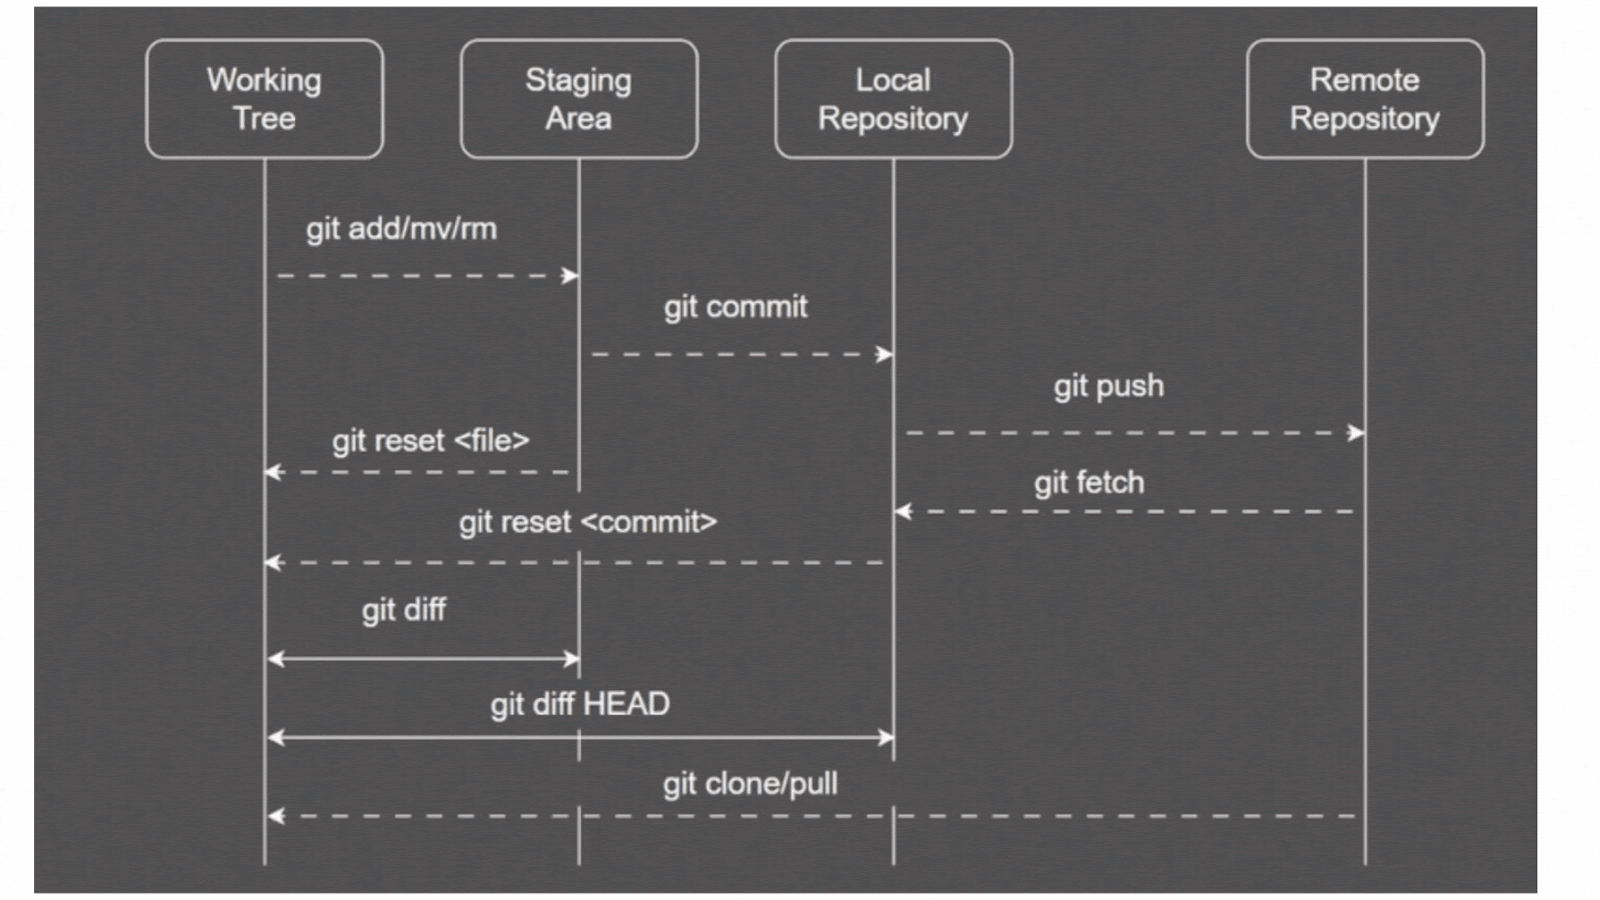 Working
Tree
Staging
Area
Local
Repository
Remote
Repository
git add/mv/rm
git commit
git push
git reset <file>
git fetch
git reset <commit>
git diff
git diff HEAD
git clone/pull